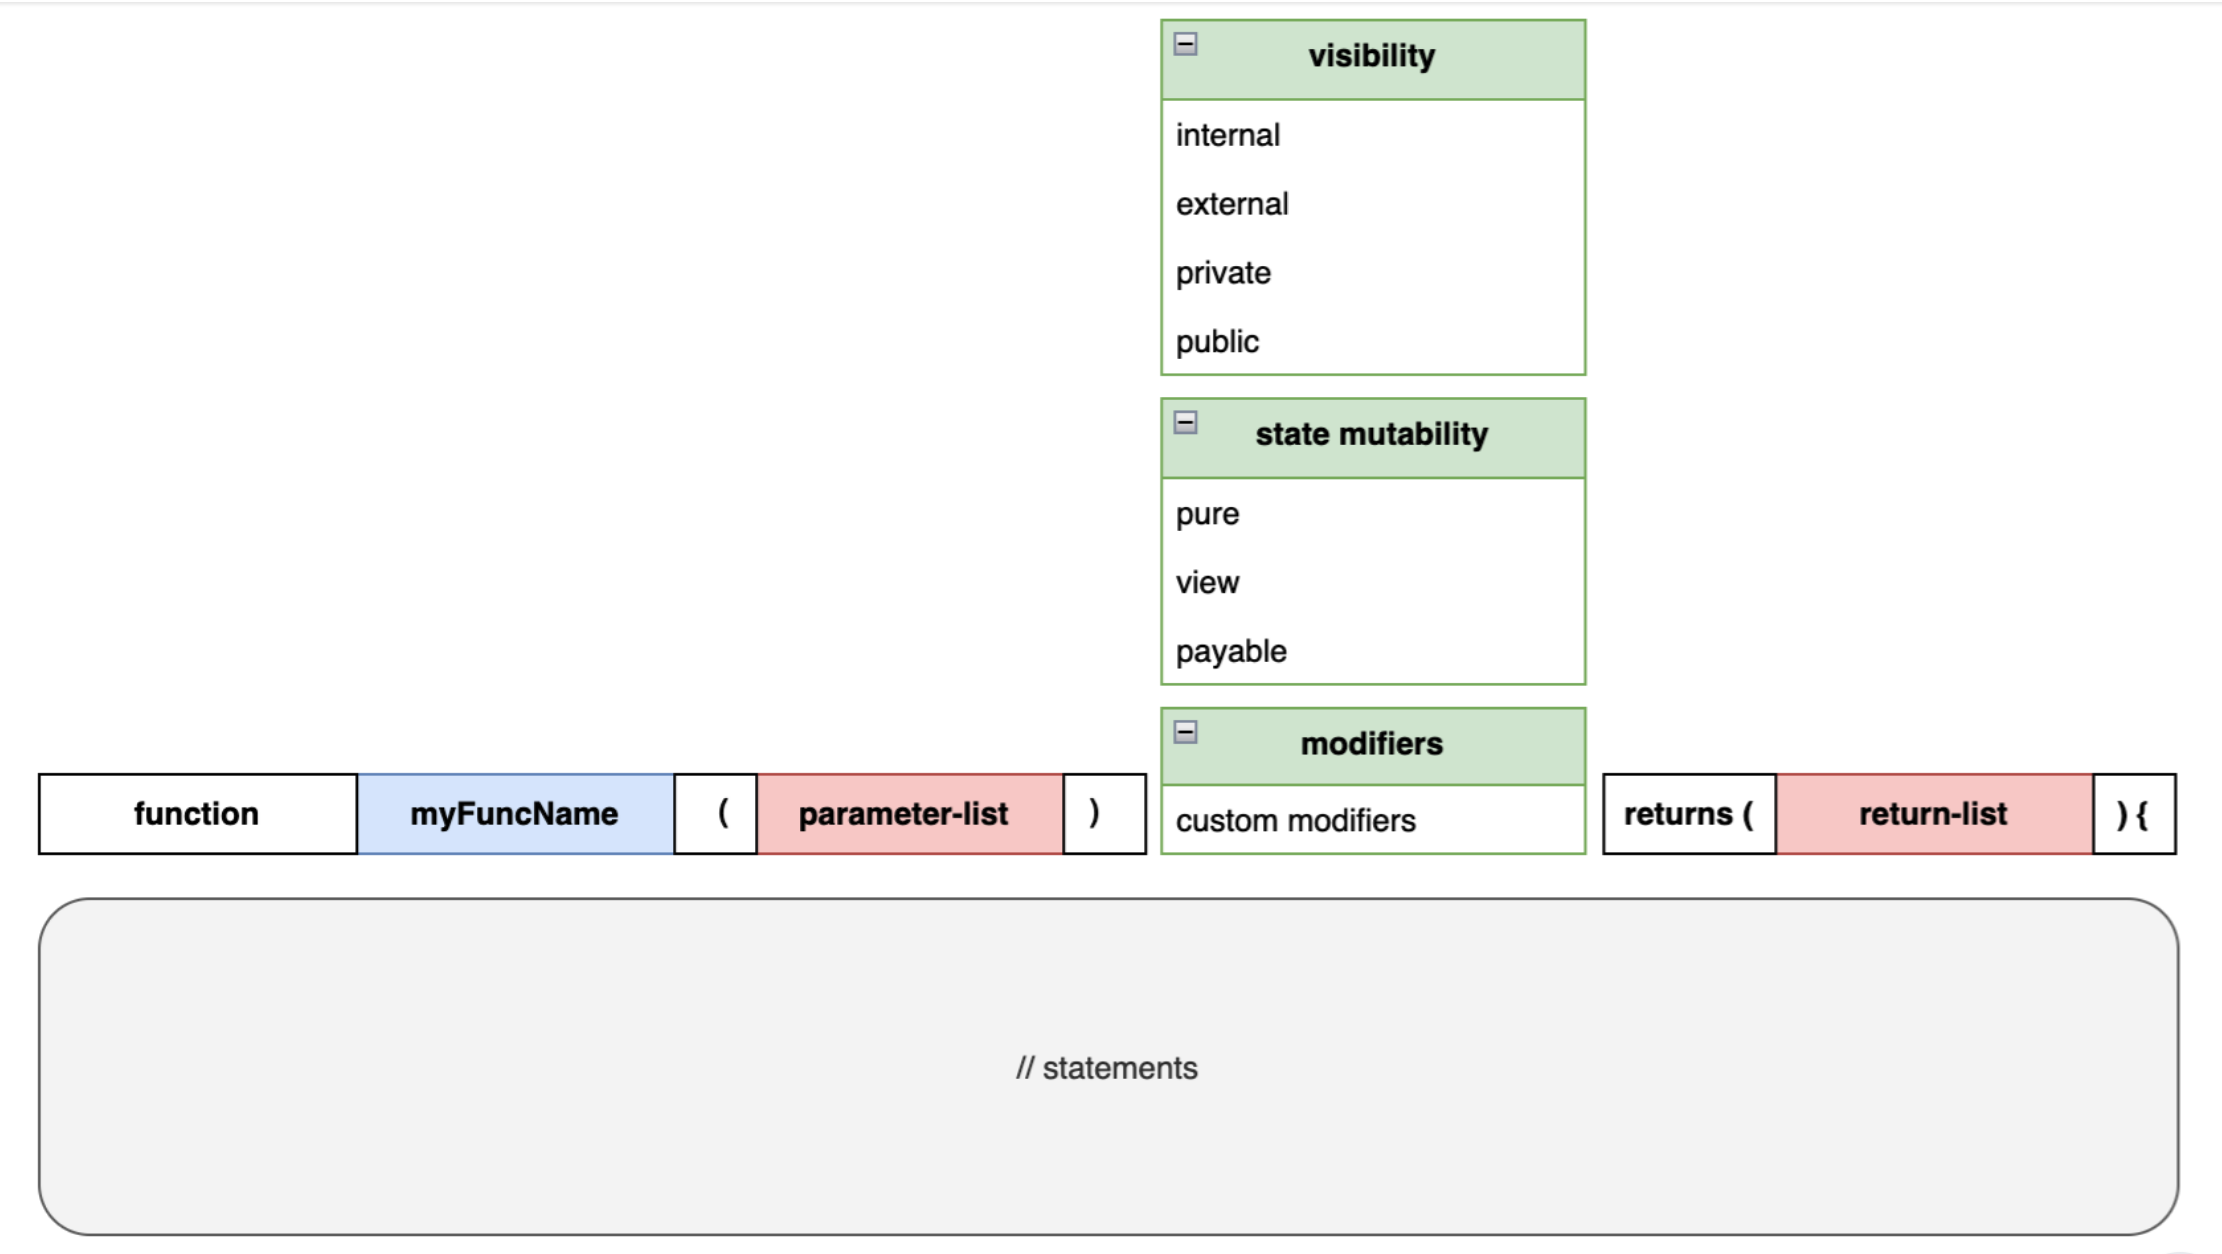 visibility
internal
external
private
public
state mutability
pure
view
payable
modifiers
custom modifiers
function myFuncName ( parameter-list ) returns ( return-list ) {
// statements